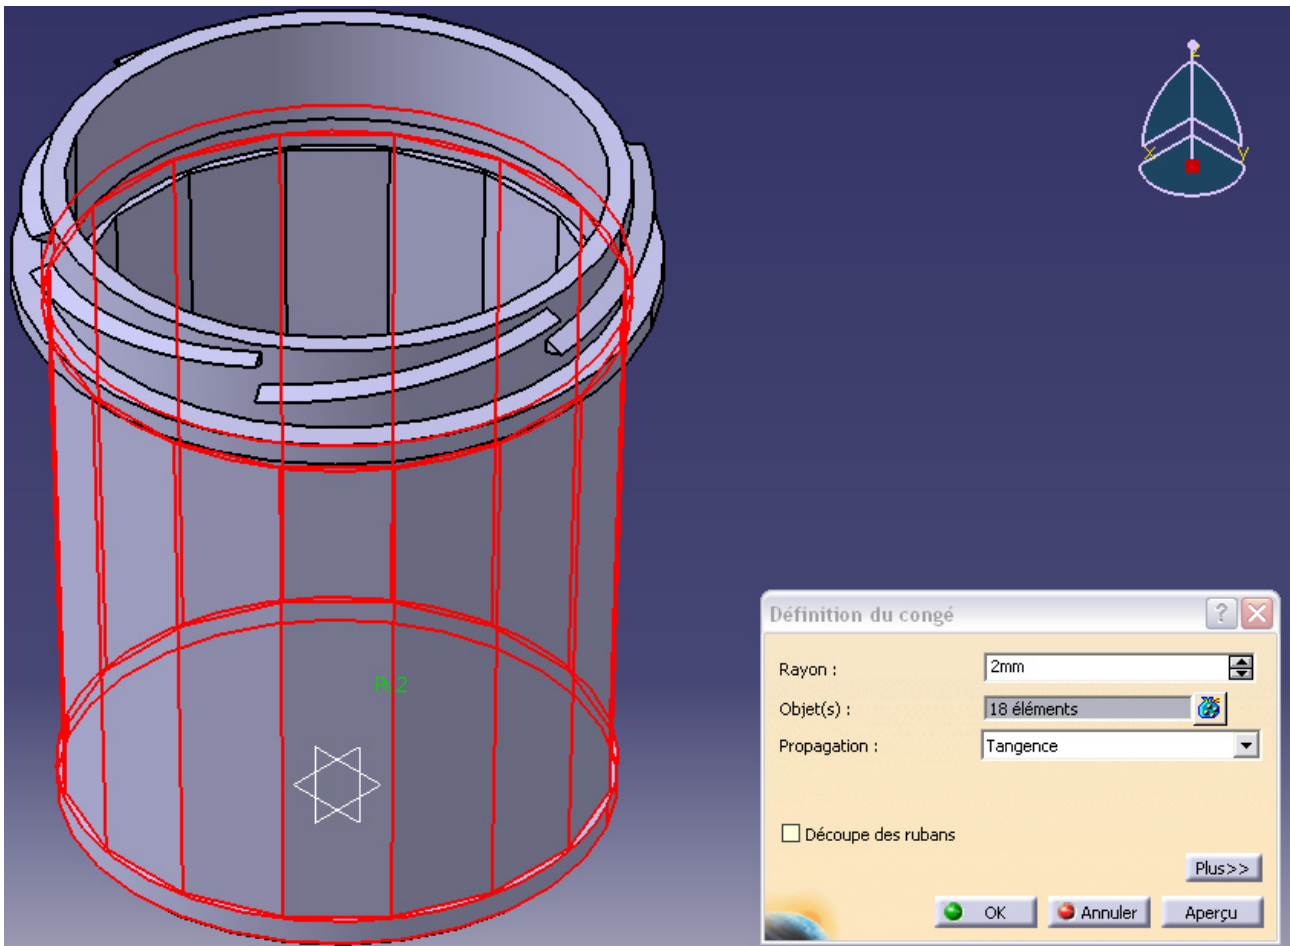 z
x
y
R 2
Définition du congé
?
Rayon :
2mm
Objet(s) :
18 éléments
Propagation :
Tangence
Découpe des rubans
Plus>>
OK
Annuler
Aperçu